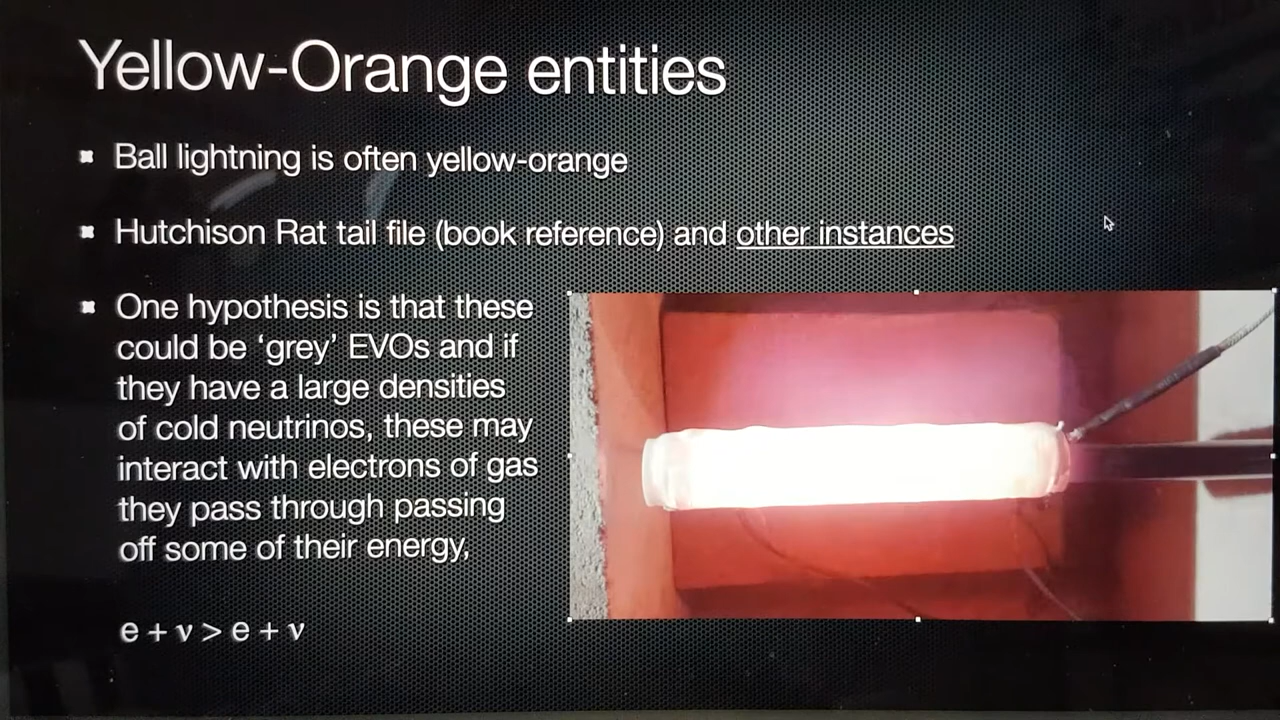 Yellow-Orange entities
Ball lightning is often yellow-orange
Hutchison Rat tail file (book reference) and other instances
One hypothesis is that these
could be ‘grey’ EVOs and if
they have a large densities
of cold neutrinos, these may
interact with electrons of gas
they pass through passing
off some of their energy,
e + ν > e + ν